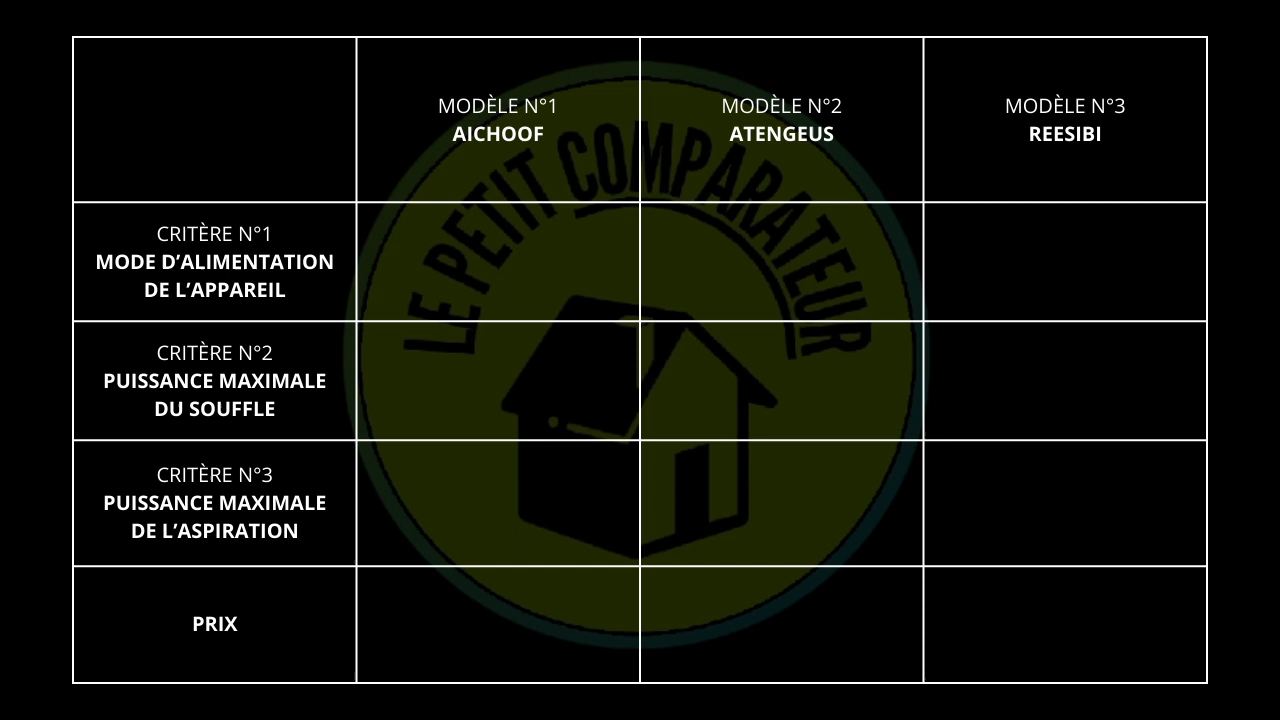 MODÈLE N°1
AICHOOF
MODÈLE N°2
ATENGEUS
MODÈLE N°3
REESIBI
LE PETIT COMPARATEUR
CRITÈRE N°1
MODE D’ALIMENTATION
DE L’APPAREIL
CRITÈRE N°2
PUISSANCE MAXIMALE
DU SOUFFLE
CRITÈRE N°3
PUISSANCE MAXIMALE
DE L’ASPIRATION
PRIX